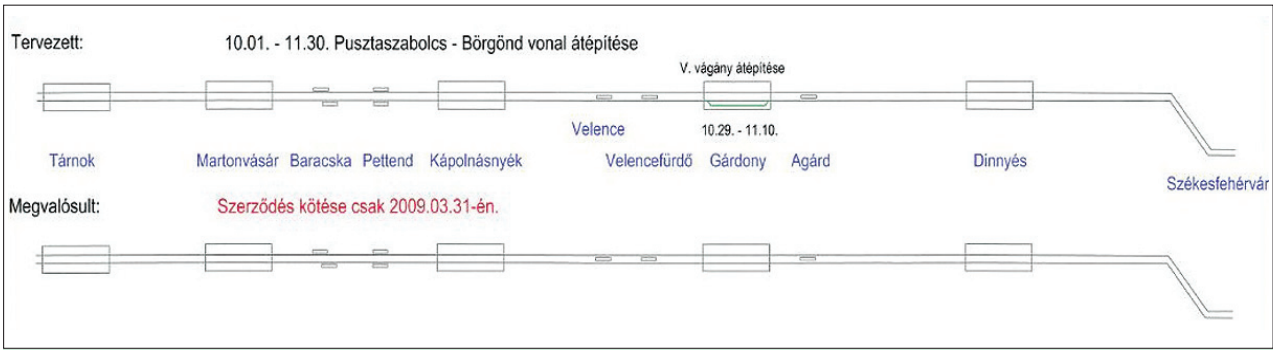 Tervezett: 10.01. - 11.30. Pusztaszabolcs - Börgönd vonal átépítése
V. vágány átépítése
Velence 10.29. - 11.10.
Tárnok Martonvásár Baracska Pettend Kápolnásnyék Velencefürdő Gárdony Agárd Dinnyés
Székesfehérvár
Megvalósult: Szerződés kötése csak 2009.03.31-én.